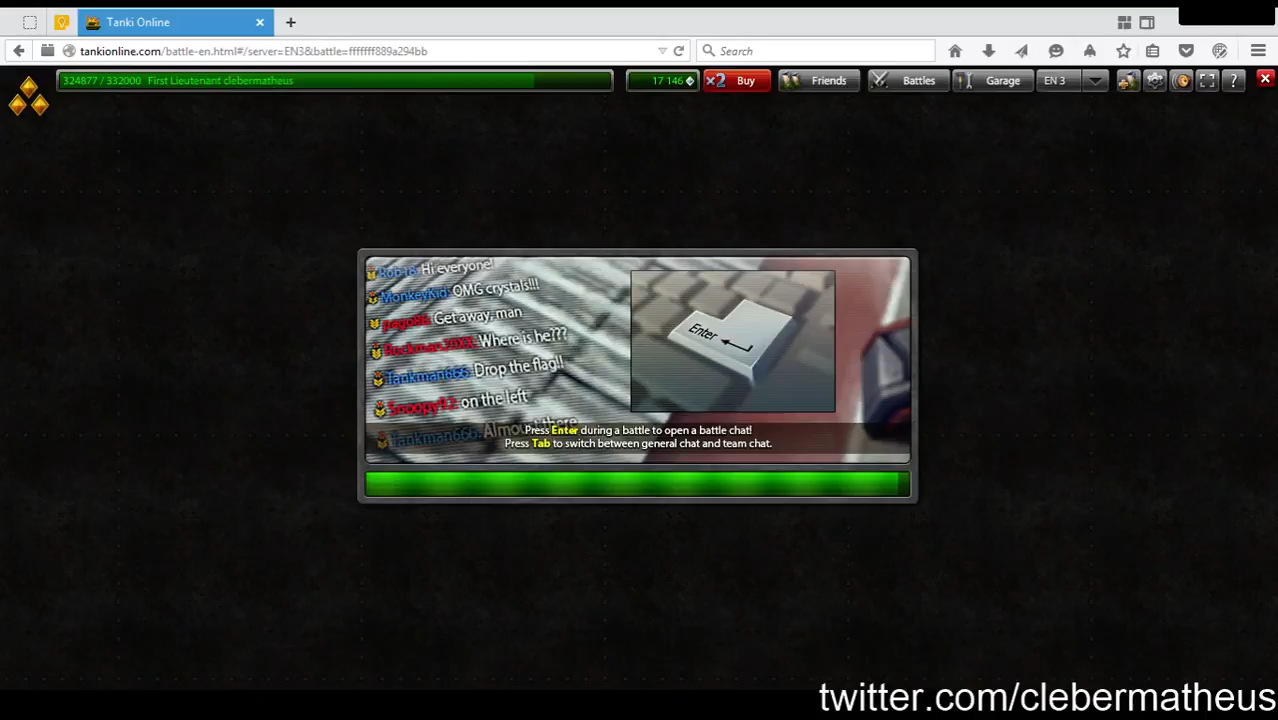 Tanki Online
tankionline.com/battle-en.html#/server=EN3&battle=fffffff889a294bb
Search
324877 / 332000 First Lieutenant clebermatheus
17 146
×2 Buy
Friends
Battles
Garage
EN 3
?
Hi everyone!
MonkeyKid: OMG crystals!!!
Get away, man
Where is he???
Tankman666: Drop the flag!!
on the left
Tankman666:
Enter
Press Enter during a battle to open a battle chat!
Press Tab to switch between general chat and team chat.
twitter.com/clebermatheus